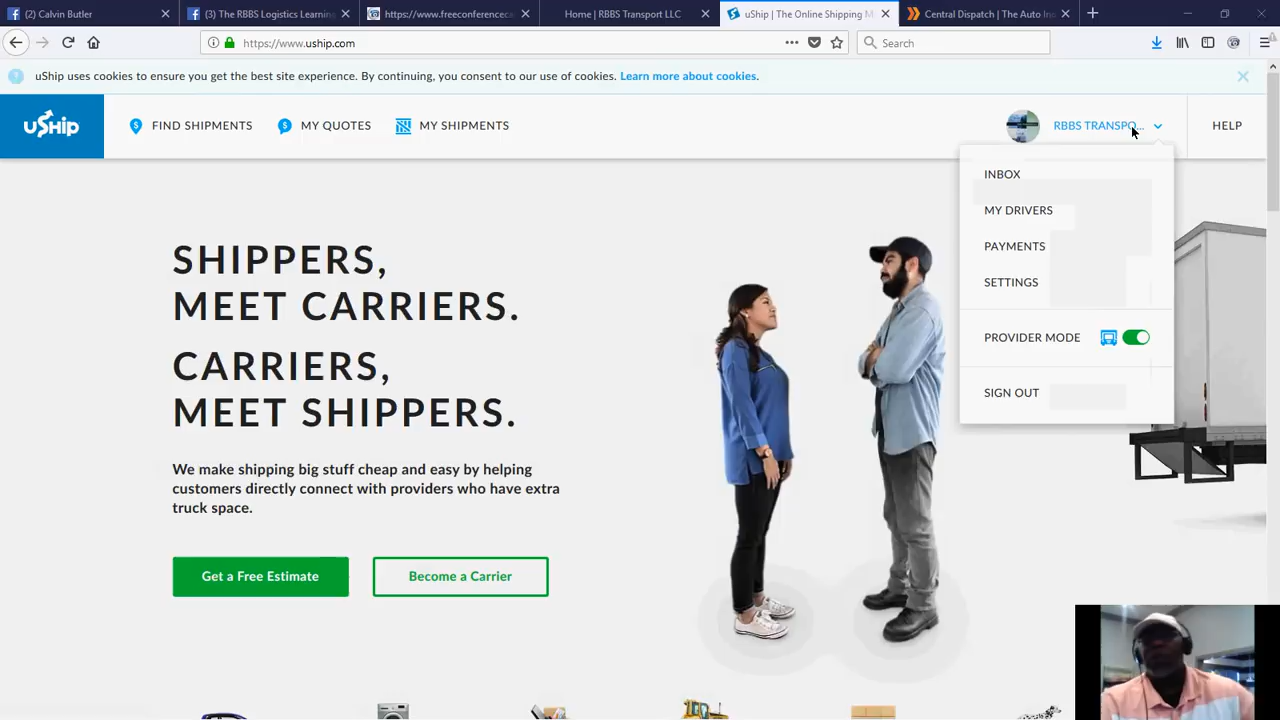 (2) Calvin Butler
(3) The RBBS Logistics Learnin
https://www.freeconferenceca
Home | RBBS Transport LLC
uShip | The Online Shipping M
Central Dispatch | The Auto In
https://www.uship.com
Search
uShip uses cookies to ensure you get the best site experience. By continuing, you consent to our use of cookies. Learn more about cookies.
uShip
FIND SHIPMENTS
MY QUOTES
MY SHIPMENTS
RBBS TRANSPO...
HELP
INBOX
MY DRIVERS
PAYMENTS
SETTINGS
PROVIDER MODE
SIGN OUT
SHIPPERS,
MEET CARRIERS.
CARRIERS,
MEET SHIPPERS.
We make shipping big stuff cheap and easy by helping
customers directly connect with providers who have extra
truck space.
Get a Free Estimate
Become a Carrier